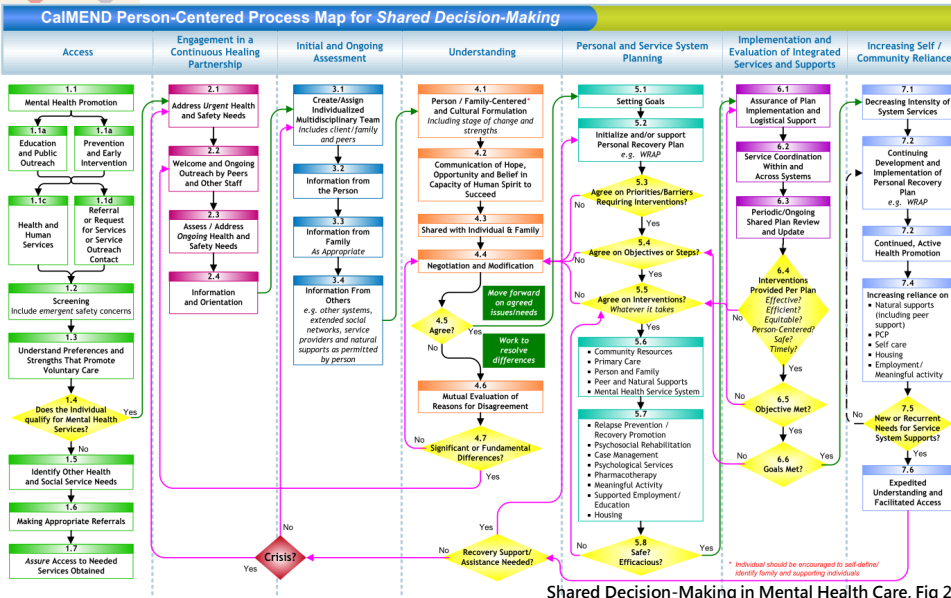 CalMEND Person-Centered Process Map for Shared Decision-Making
Access
Engagement in a
Continuous Healing
Partnership
Initial and Ongoing
Assessment
Understanding
Personal and Service System
Planning
Implementation and
Evaluation of Integrated
Services and Supports
Increasing Self /
Community Reliance
1.1
Mental Health Promotion
1.1a
Education
and Public
Outreach
1.1a
Prevention
and Early
Intervention
1.1c
Health and
Human
Services
1.1d
Referral
or Request
for Services
or Service
Outreach
Contact
1.2
Screening
Include emergent safety concerns
1.3
Understand Preferences and
Strengths That Promote
Voluntary Care
1.4
Does the Individual
qualify for Mental Health
Services?
Yes
No
1.5
Identify Other Health
and Social Service Needs
1.6
Making Appropriate Referrals
1.7
Assure Access to Needed
Services Obtained
2.1
Address Urgent Health
and Safety Needs
2.2
Welcome and Ongoing
Outreach by Peers
and Other Staff
2.3
Assess / Address
Ongoing Health and
Safety Needs
2.4
Information
and Orientation
3.1
Create/Assign
Individualized
Multidisciplinary Team
Includes client/family
and peers
3.2
Information from
the Person
3.3
Information from
Family
As Appropriate
3.4
Information From
Others
e.g. other systems,
extended social
networks, service
providers and natural
supports as permitted
by person
No
Crisis?
Yes
4.1
Person / Family-Centered*
and Cultural Formulation
Including stage of change and
strengths
4.2
Communication of Hope,
Opportunity and Belief in
Capacity of Human Spirit to
Succeed
4.3
Shared with Individual & Family
4.4
Negotiation and Modification
Move forward
on agreed
issues/needs
4.5
Agree?
Yes
No
Work to
resolve
differences
4.6
Mutual Evaluation of
Reasons for Disagreement
4.7
Significant or Fundamental
Differences?
No
Yes
Yes
Recovery Support/
Assistance Needed?
No
5.1
Setting Goals
5.2
Initialize and/or support
Personal Recovery Plan
e.g. WRAP
5.3
Agree on Priorities/Barriers
Requiring Interventions?
No
Yes
5.4
Agree on Objectives or Steps?
No
Yes
5.5
Agree on Interventions?
Whatever it takes
No
Yes
5.6
▪ Community Resources
▪ Primary Care
▪ Person and Family
▪ Peer and Natural Supports
▪ Mental Health Service System
5.7
▪ Relapse Prevention /
Recovery Promotion
▪ Psychosocial Rehabilitation
▪ Case Management
▪ Psychological Services
▪ Pharmacotherapy
▪ Meaningful Activity
▪ Supported Employment/
Education
▪ Housing
5.8
Safe?
Efficacious?
No
Yes
6.1
Assurance of Plan
Implementation and
Logistical Support
6.2
Service Coordination
Within and
Across Systems
6.3
Periodic/Ongoing
Shared Plan Review
and Update
6.4
Interventions
Provided Per Plan
Effective?
Efficient?
Equitable?
Person-Centered?
Safe?
Timely?
No
Yes
6.5
Objective Met?
No
Yes
6.6
Goals Met?
No
Yes
7.1
Decreasing Intensity of
System Services
7.2
Continuing
Development and
Implementation of
Personal Recovery
Plan
e.g. WRAP
7.2
Continued, Active
Health Promotion
7.4
Increasing reliance on
▪ Natural supports
(including peer
support)
▪ PCP
▪ Self care
▪ Housing
▪ Employment/
Meaningful activity
7.5
New or Recurrent
Needs for Service
System Supports?
No
Yes
7.6
Expedited
Understanding and
Facilitated Access
* Individual should be encouraged to self-define/
identify family and supporting individuals
Shared Decision-Making in Mental Health Care, Fig 2